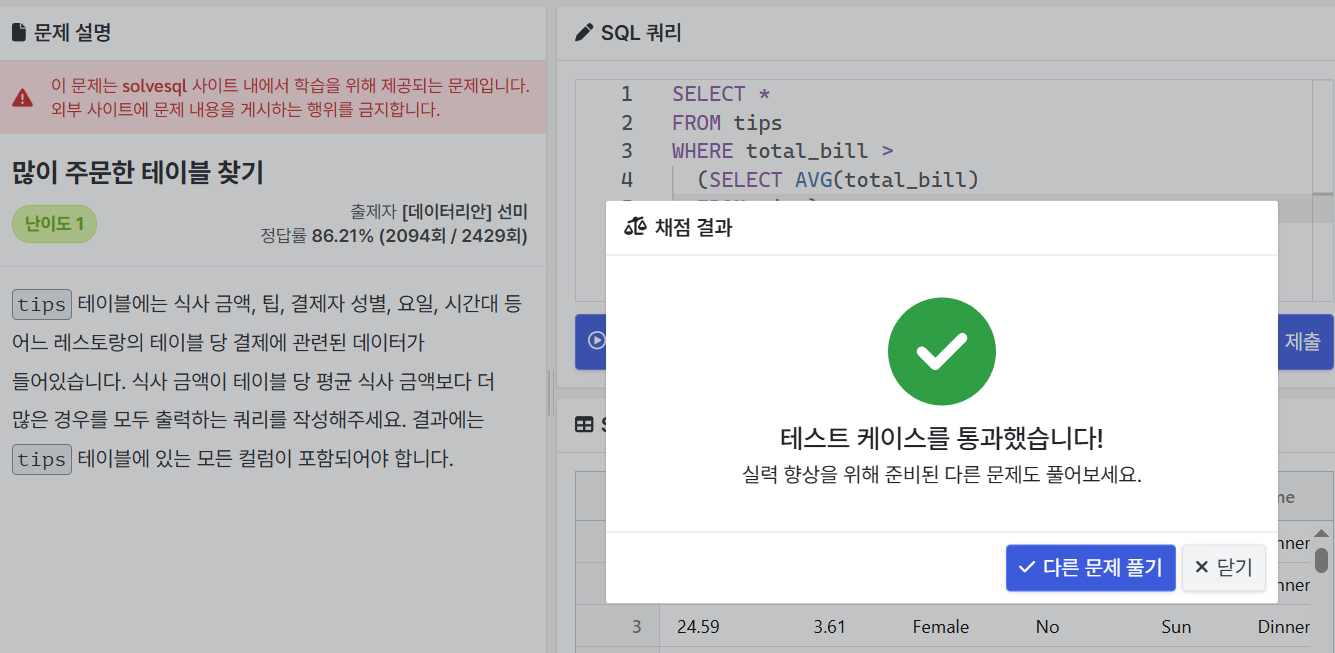 문제 설명
이 문제는 solvesql 사이트 내에서 학습을 위해 제공되는 문제입니다.
외부 사이트에 문제 내용을 게시하는 행위를 금지합니다.
많이 주문한 테이블 찾기
난이도 1
출제자 [데이터리안] 선미
정답률 86.21% (2094회 / 2429회)
tips 테이블에는 식사 금액, 팁, 결제자 성별, 요일, 시간대 등
어느 레스토랑의 테이블 당 결제에 관련된 데이터가
들어있습니다. 식사 금액이 테이블 당 평균 식사 금액보다 더
많은 경우를 모두 출력하는 쿼리를 작성해주세요. 결과에는
tips 테이블에 있는 모든 컬럼이 포함되어야 합니다.
SQL 쿼리
1 SELECT *
2 FROM tips
3 WHERE total_bill >
4 (SELECT AVG(total_bill)
제출
채점 결과
테스트 케이스를 통과했습니다!
실력 향상을 위해 준비된 다른 문제도 풀어보세요.
다른 문제 풀기
닫기
3 24.59 3.61 Female No Sun Dinner